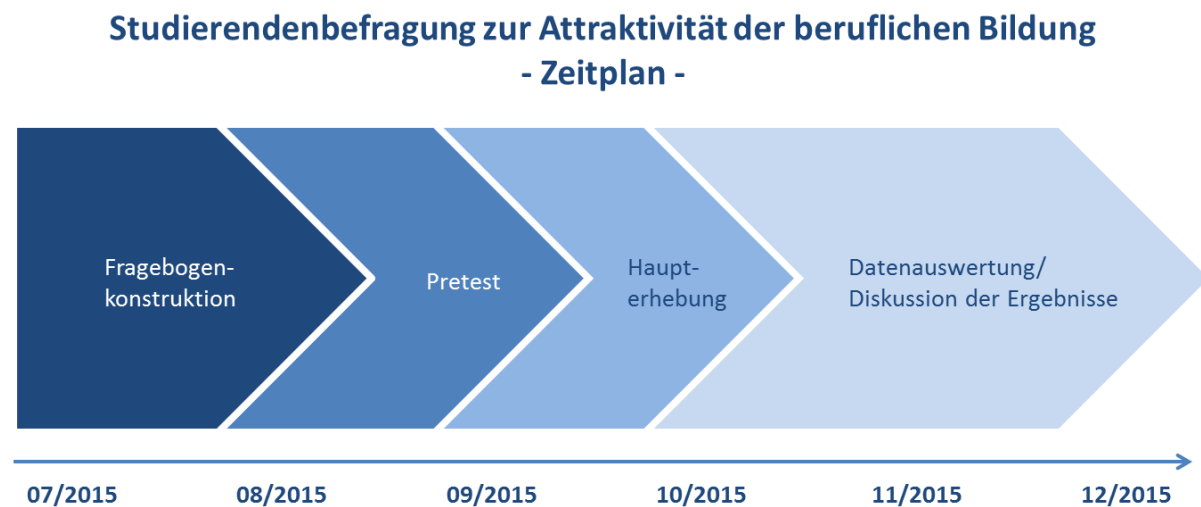 Studierendenbefragung zur Attraktivität der beruflichen Bildung
- Zeitplan -
Fragebogen-
konstruktion
Pretest
Haupt-
erhebung
Datenauswertung/
Diskussion der Ergebnisse
07/2015
08/2015
09/2015
10/2015
11/2015
12/2015